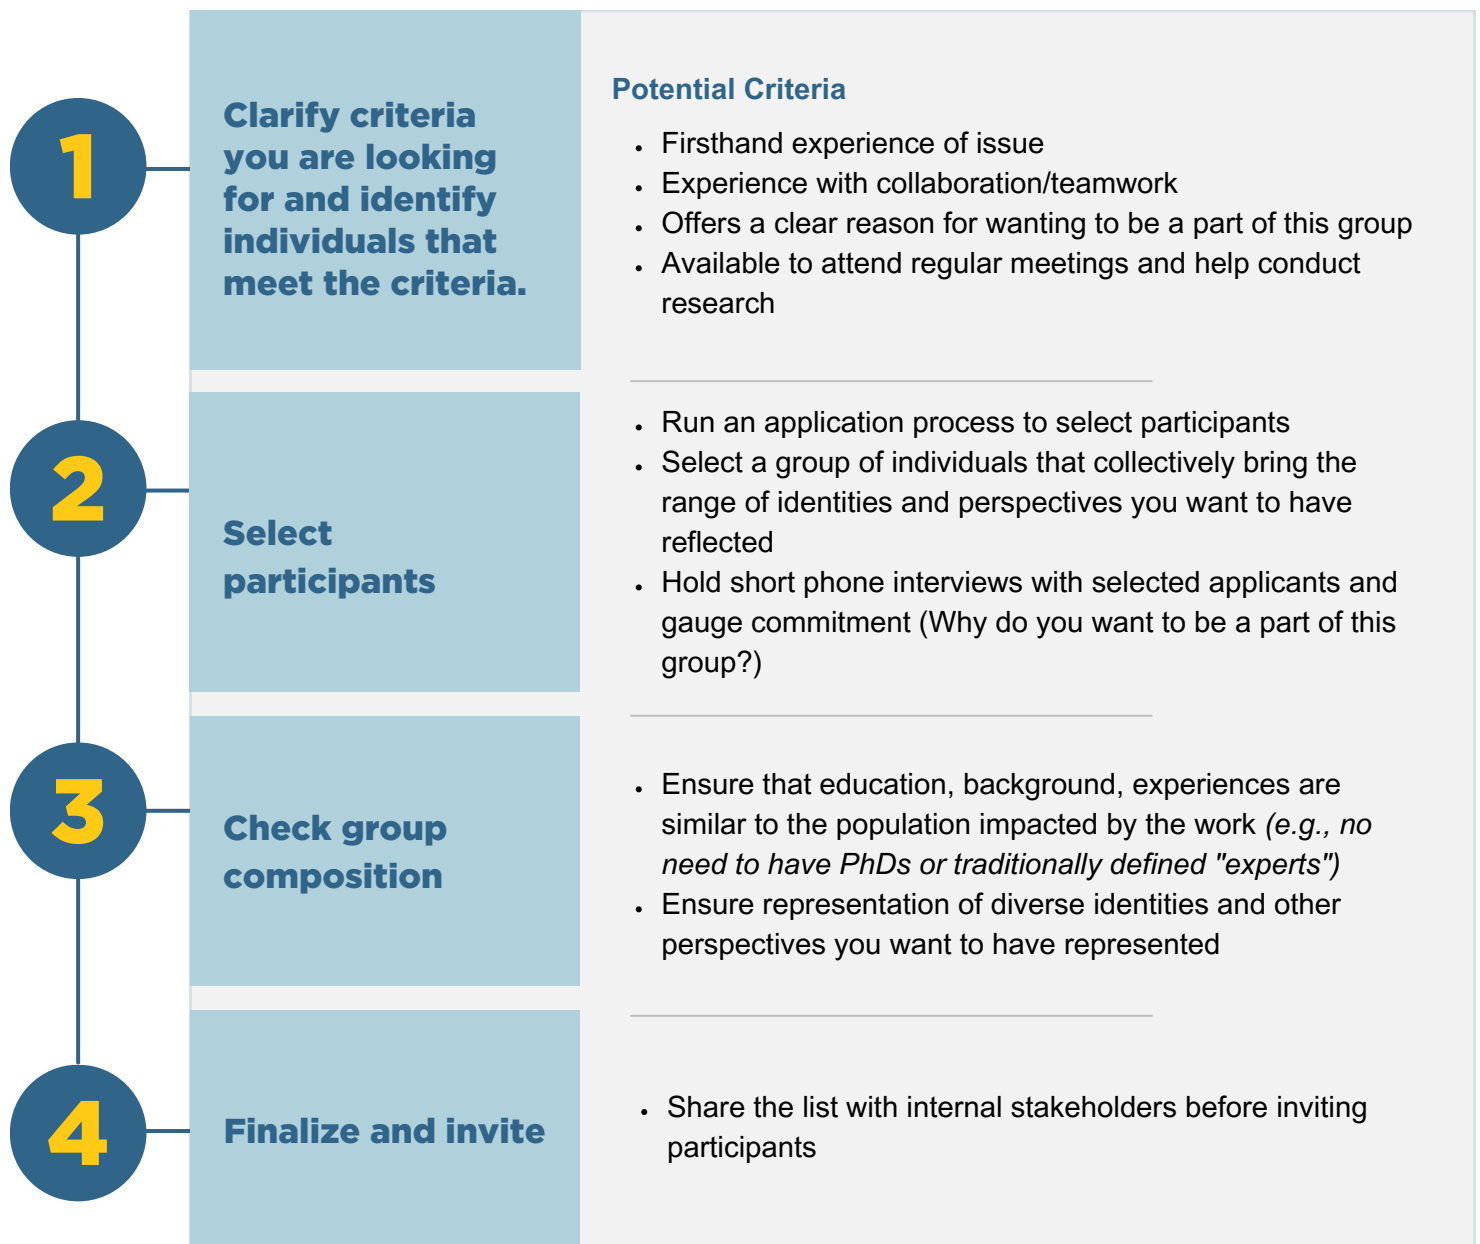 1
Clarify criteria
you are looking
for and identify
individuals that
meet the criteria.
Potential Criteria
• Firsthand experience of issue
• Experience with collaboration/teamwork
• Offers a clear reason for wanting to be a part of this group
• Available to attend regular meetings and help conduct
research
2
Select
participants
• Run an application process to select participants
• Select a group of individuals that collectively bring the
range of identities and perspectives you want to have
reflected
• Hold short phone interviews with selected applicants and
gauge commitment (Why do you want to be a part of this
group?)
3
Check group
composition
• Ensure that education, background, experiences are
similar to the population impacted by the work (e.g., no
need to have PhDs or traditionally defined "experts")
• Ensure representation of diverse identities and other
perspectives you want to have represented
4
Finalize and invite
• Share the list with internal stakeholders before inviting
participants